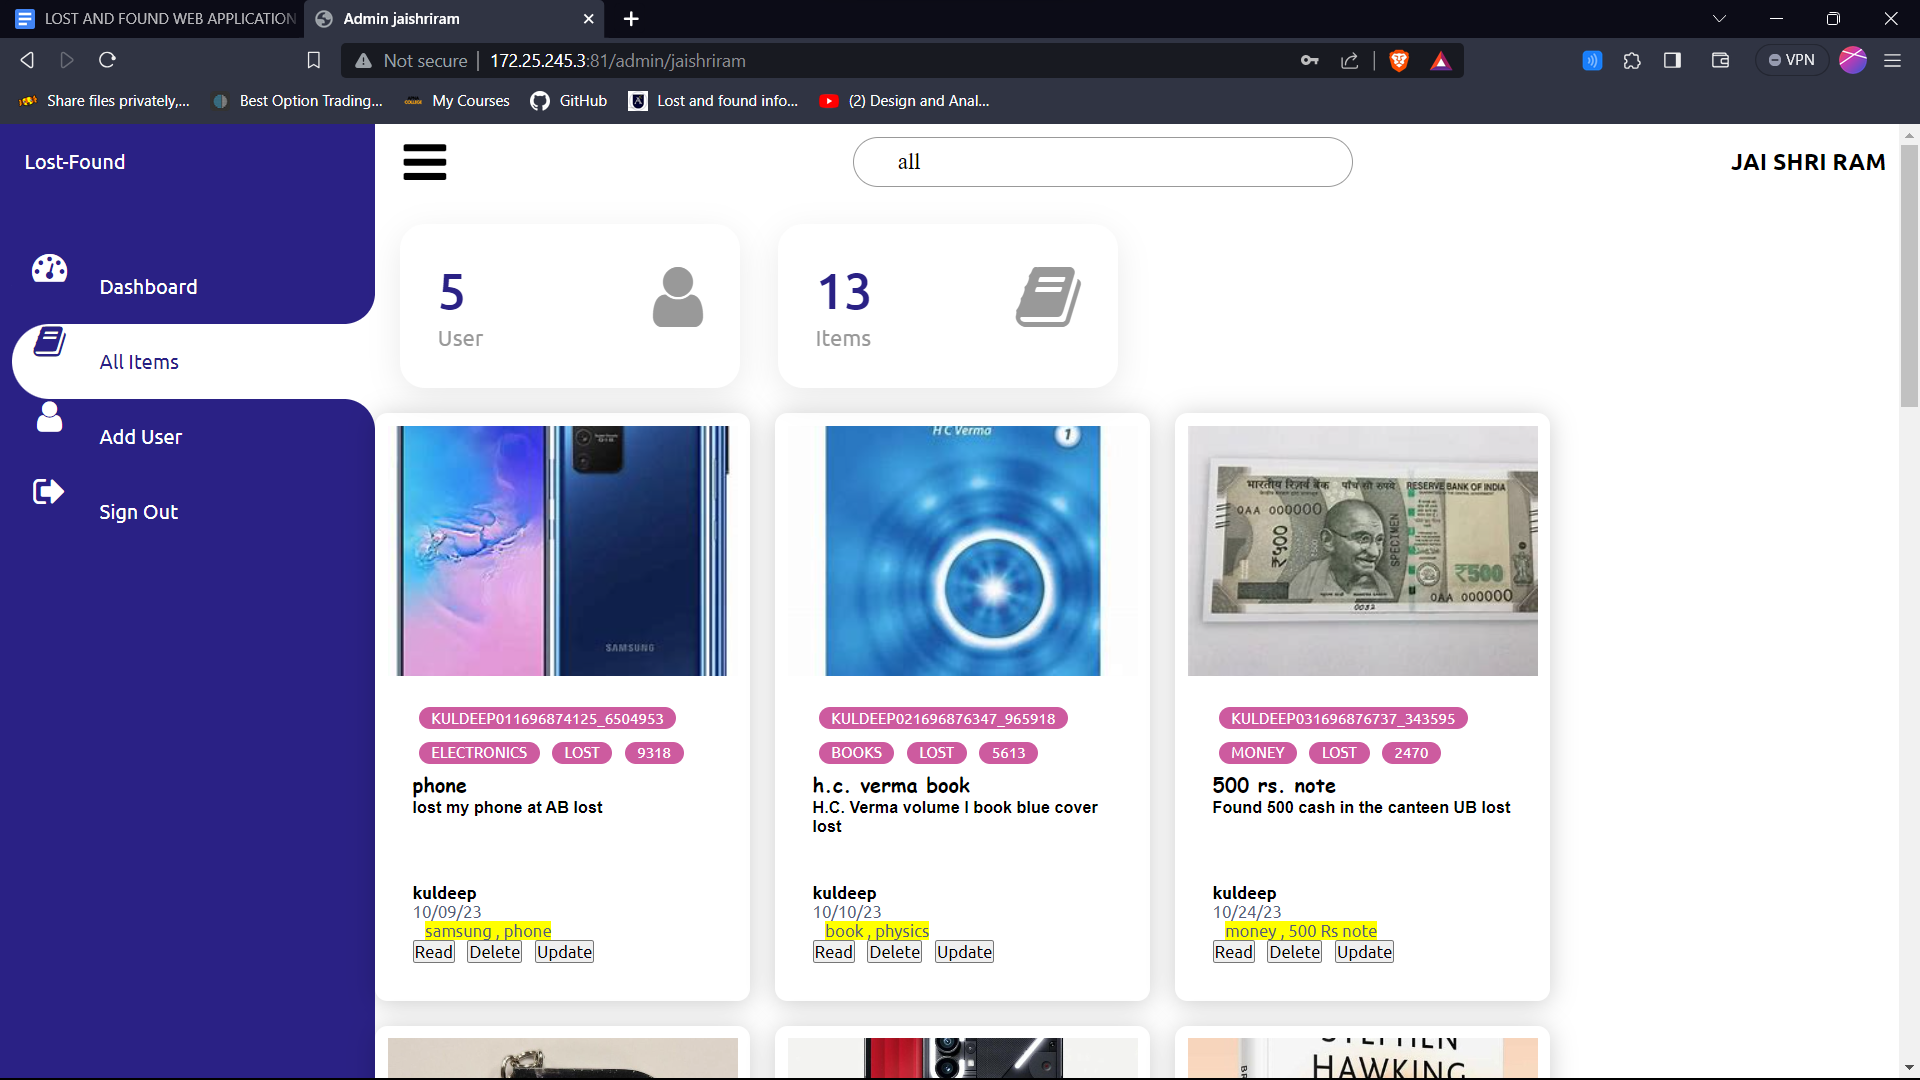 LOST AND FOUND WEB APPLICATION
Admin jaishriram
Not secure
172.25.245.3:81/admin/jaishriram
VPN
Share files privately,...
Best Option Trading...
My Courses
GitHub
Lost and found info...
(2) Design and Anal...
Lost-Found
all
JAI SHRI RAM
Dashboard
All Items
Add User
Sign Out
5
User
13
Items
SAMSUNG
KULDEEP011696874125_6504953
ELECTRONICS LOST 9318
phone
lost my phone at AB lost
kuldeep
10/09/23
samsung , phone
Read Delete Update
H C Verma
1
KULDEEP021696876347_965918
BOOKS LOST 5613
h.c. verma book
H.C. Verma volume I book blue cover
lost
kuldeep
10/10/23
book , physics
Read Delete Update
भारतीय रिज़र्व बैंक पाँच सौ रुपये RESERVE BANK OF INDIA
0AA 000000
₹५००
SPECIMEN
₹500
0AA 000000
0032
KULDEEP031696876737_343595
MONEY LOST 2470
500 rs. note
Found 500 cash in the canteen UB lost
kuldeep
10/24/23
money , 500 Rs note
Read Delete Update
STEPHEN
HAWKING